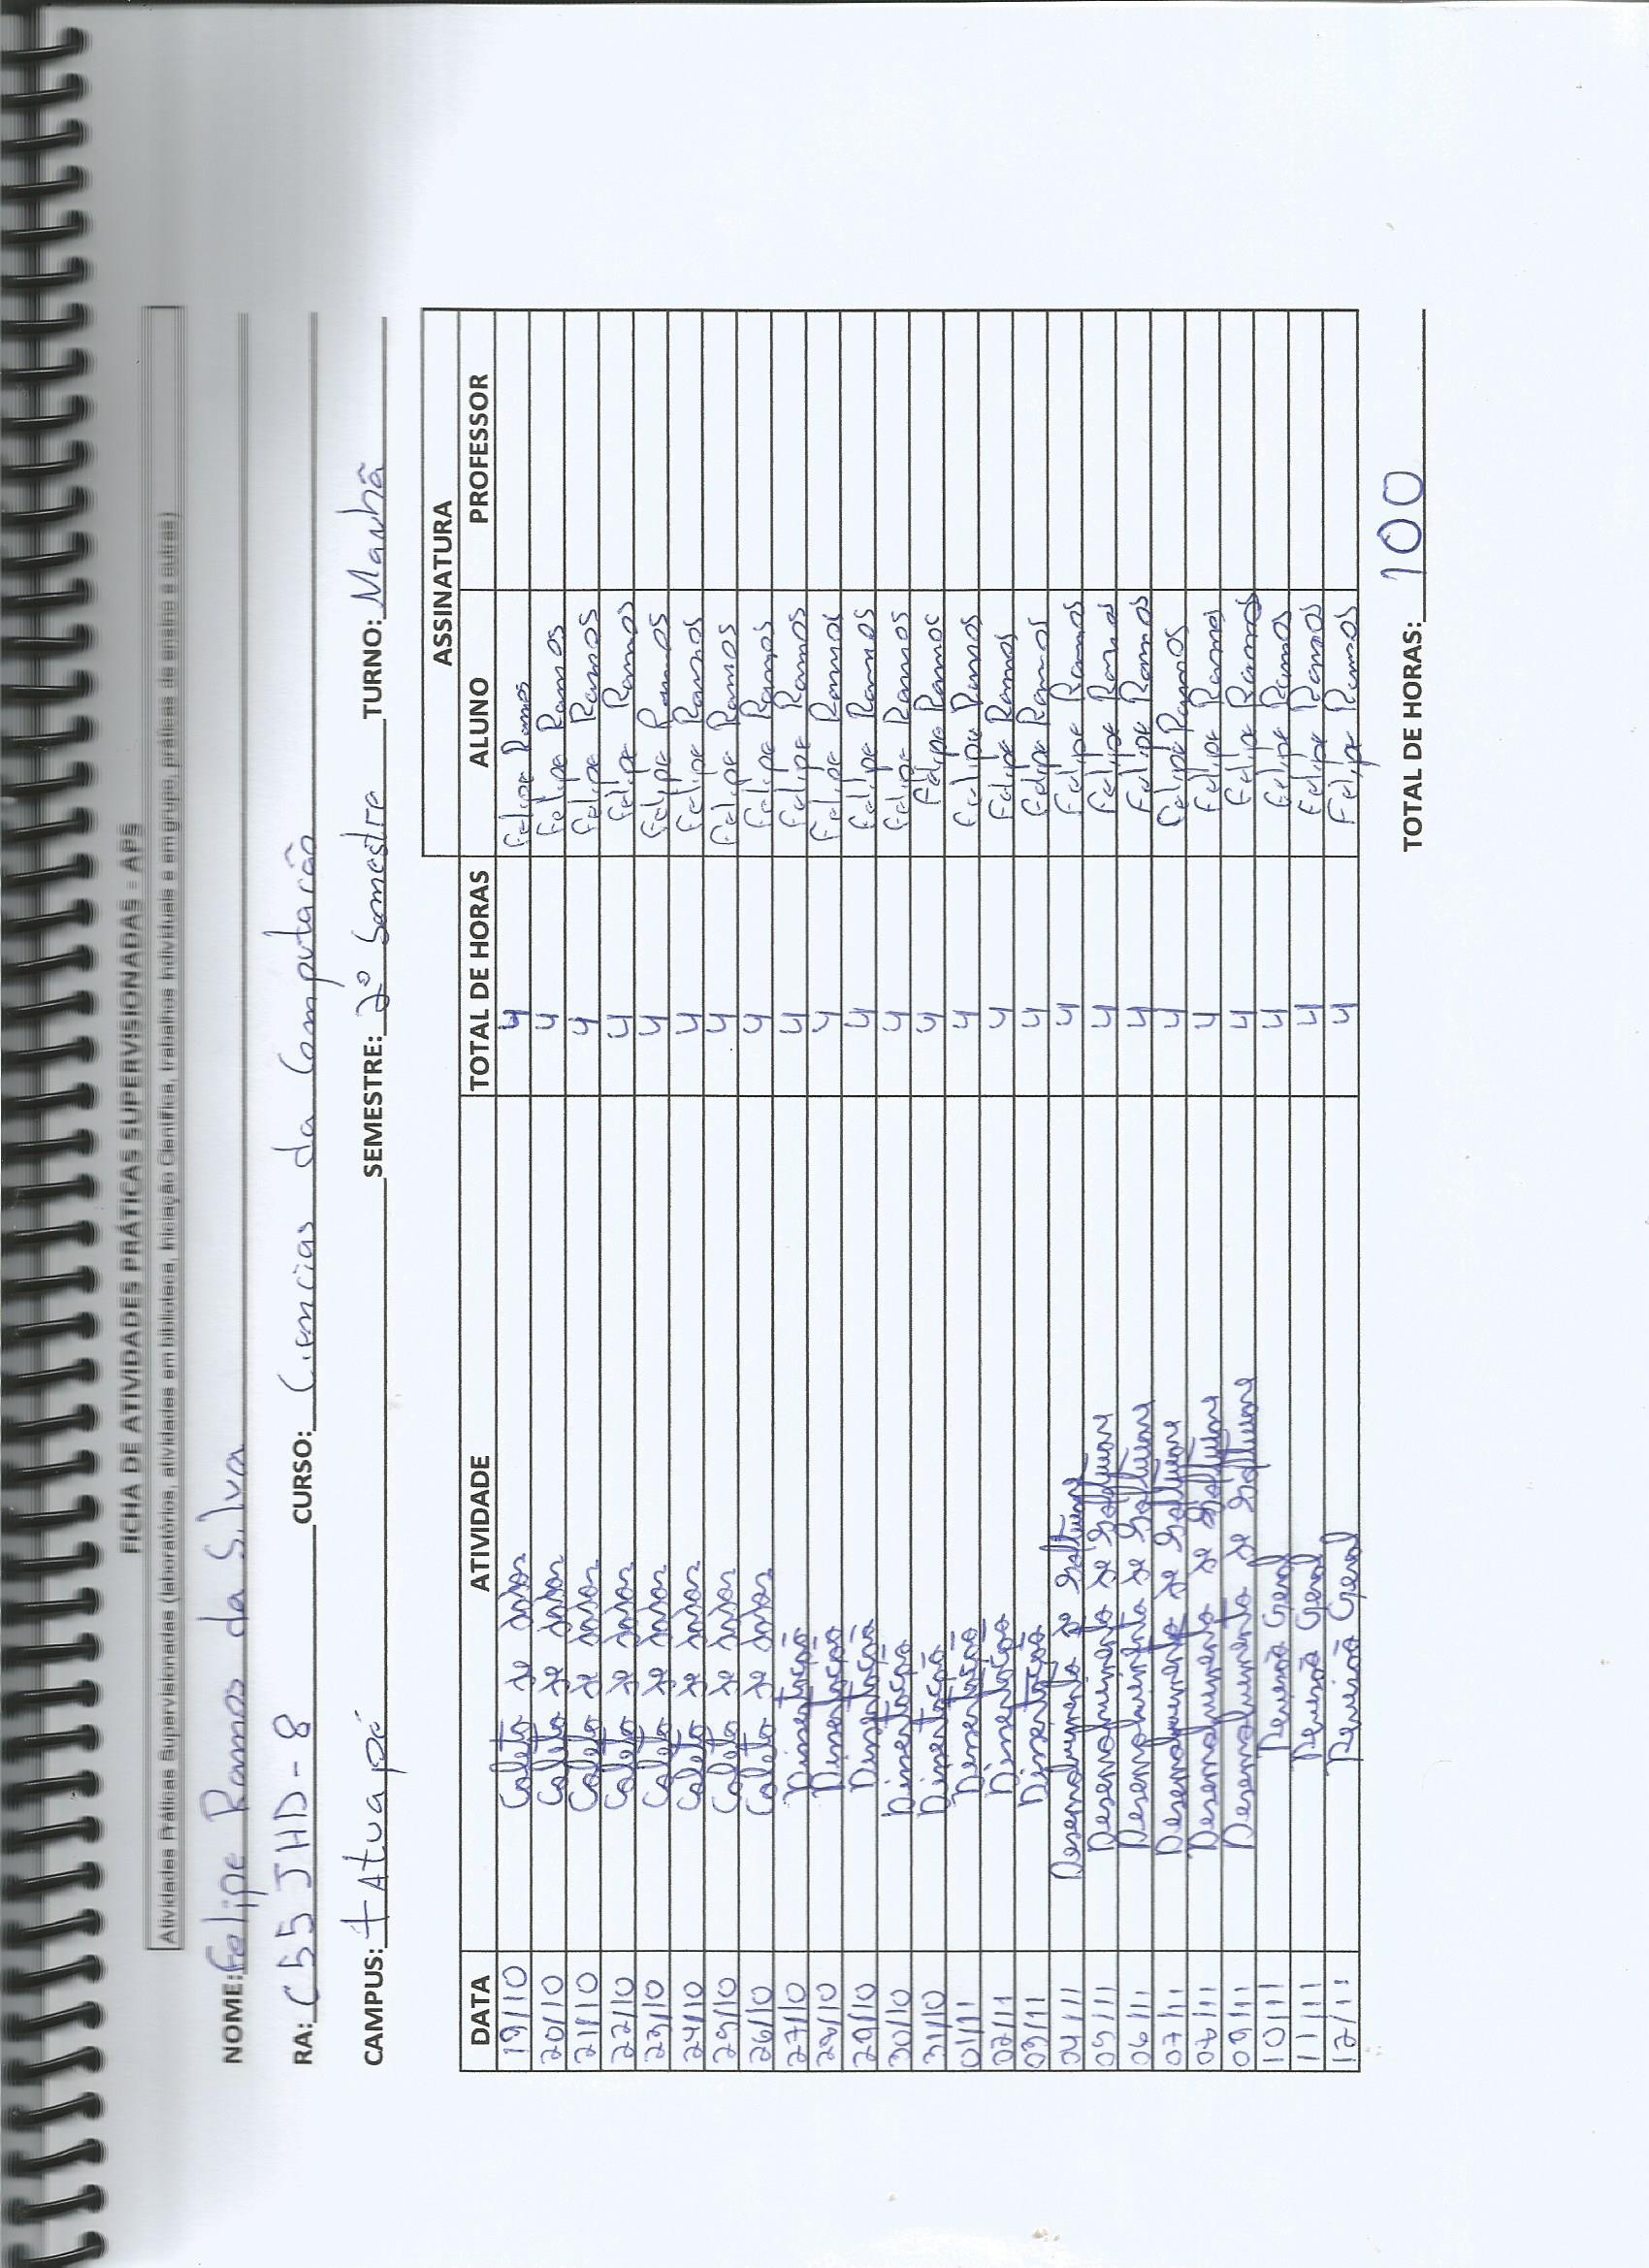 FICHA DE ATIVIDADES PRÁTICAS SUPERVISIONADAS - APS
Atividades Práticas Supervisionadas (laboratórios, atividades em biblioteca, Iniciação Científica, trabalhos individuais e em grupo, práticas de ensino e outras)
NOME: Felipe Ramos da Silva
RA: C55JHD-8 CURSO: Ciencias da Computacão
CAMPUS: tAtuapé SEMESTRE: 2º Semestre TURNO: Manhã
ASSINATURA
DATA ATIVIDADE TOTAL DE HORAS ALUNO PROFESSOR
19/10 Coleta de dados 4 Felipe Ramos
20/10 Coleta de dados 4 Felipe Ramos
21/10 Coleta de dados 4 Felipe Ramos
22/10 Coleta de dados 4 Felipe Ramos
23/10 Coleta de dados 4 Felipe Ramos
24/10 Coleta de dados 4 Felipe Ramos
25/10 Coleta de dados 4 Felipe Ramos
26/10 Coleta de dados 4 Felipe Ramos
27/10 Dissertação 4 Felipe Ramos
28/10 Dissertação 4 Felipe Ramos
29/10 Dissertação 4 Felipe Ramos
30/10 Dissertação 4 Felipe Ramos
31/10 Dissertação 4 Felipe Ramos
01/11 Dissertação 4 Felipe Ramos
02/11 Dissertação 4 Felipe Ramos
03/11 Dissertação 4 Felipe Ramos
04/11 Desenvolvimento de Software 4 Felipe Ramos
05/11 Desenvolvimento de Software 4 Felipe Ramos
06/11 Desenvolvimento de Software 4 Felipe Ramos
07/11 Desenvolvimento de Software 4 Felipe Ramos
08/11 Desenvolvimento de Software 4 Felipe Ramos
09/11 Desenvolvimento de Software 4 Felipe Ramos
10/11 Revisão Geral 4 Felipe Ramos
11/11 Revisão Geral 4 Felipe Ramos
12/11 Revisão Geral 4 Felipe Ramos
TOTAL DE HORAS: 100